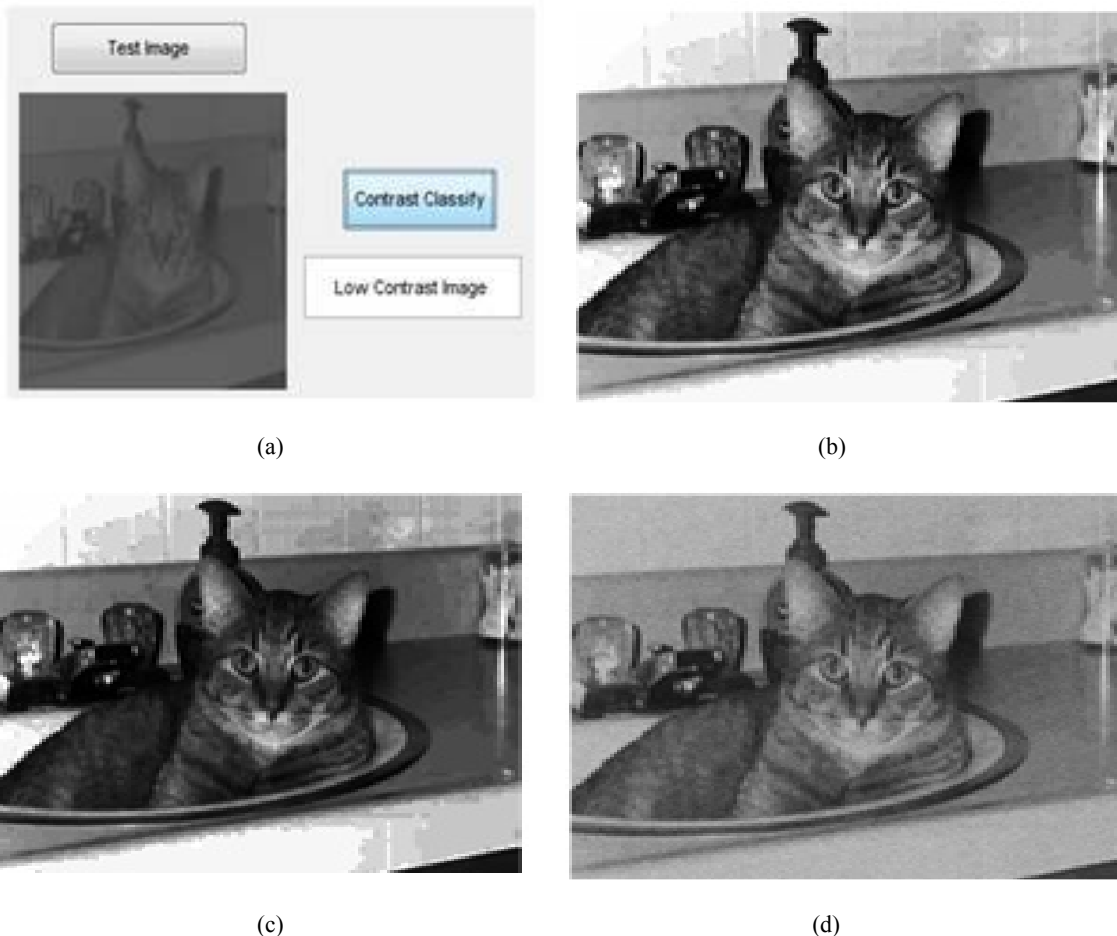 Test Image
Contrast Classify
Low Contrast Image
(a)
(b)
(c)
(d)